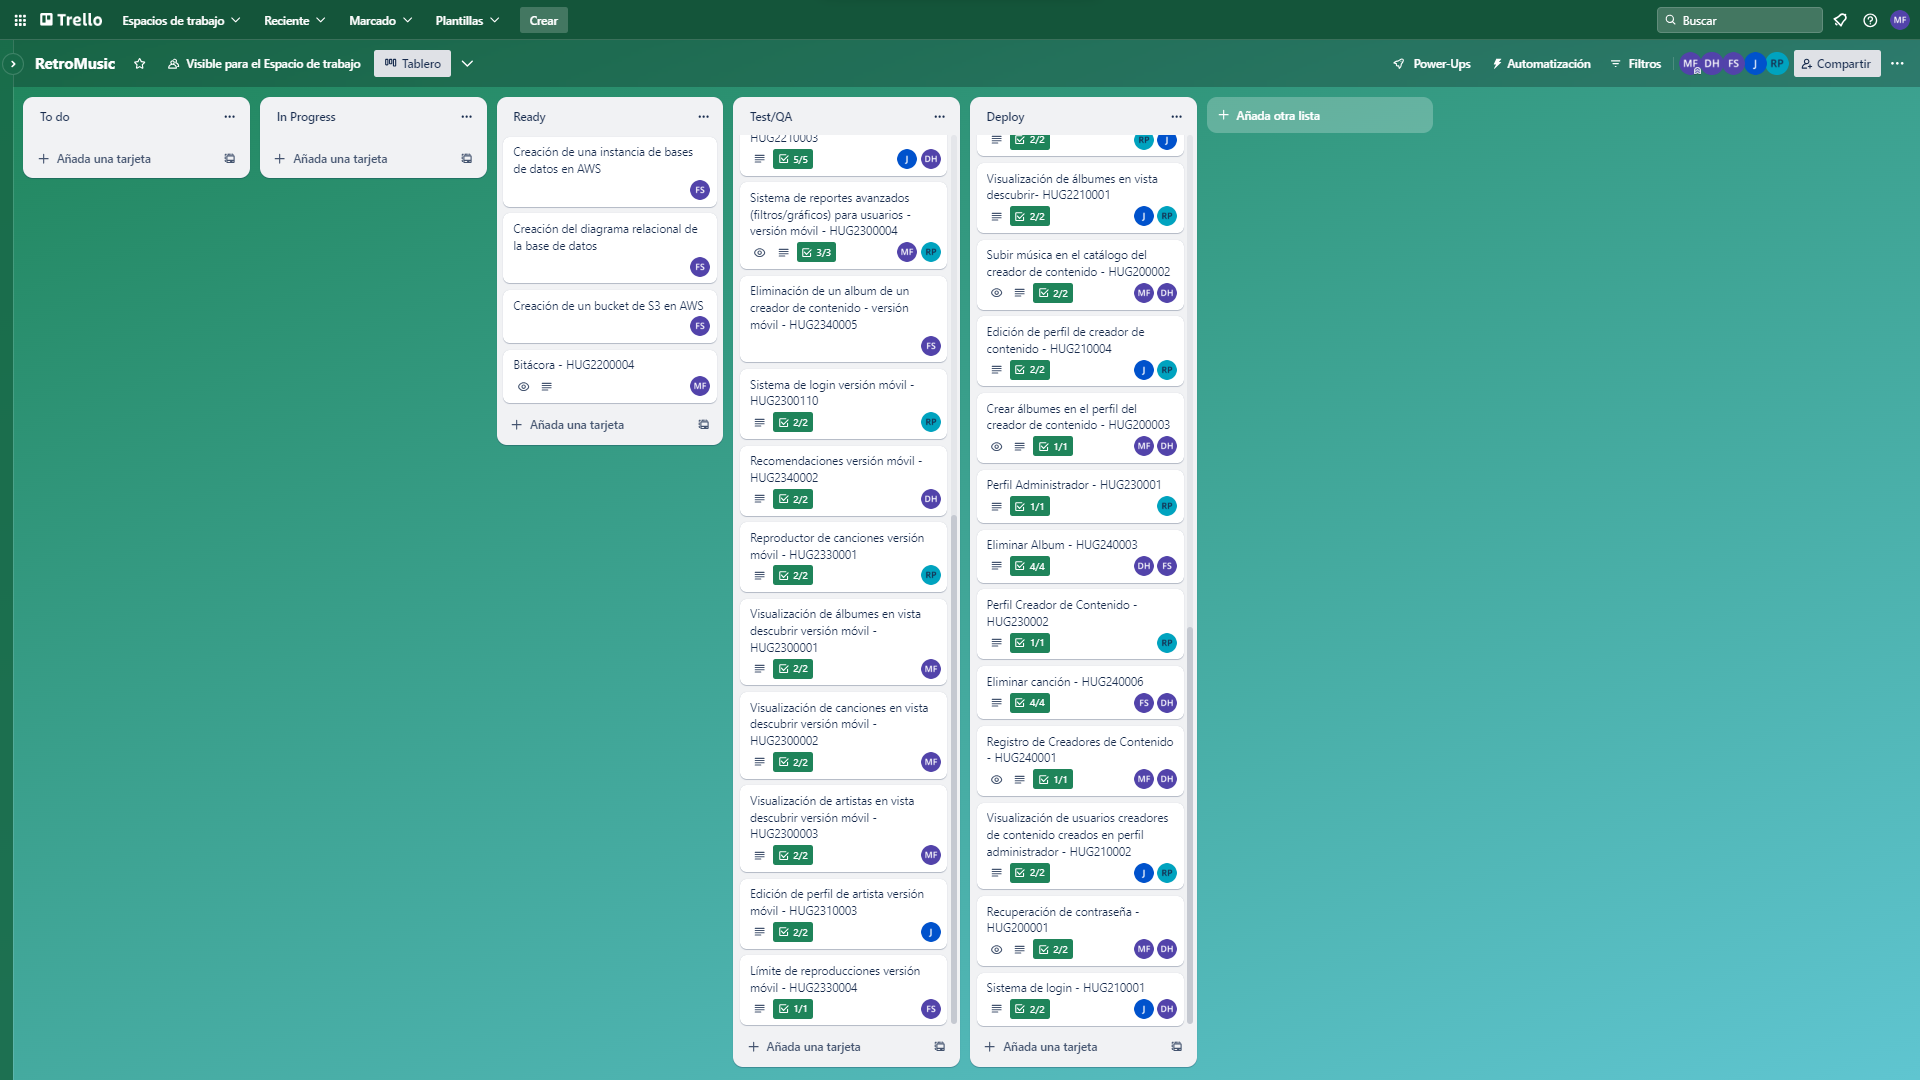 Trello
Espacios de trabajo
Reciente
Marcado
Plantillas
Crear
Buscar
MF
RetroMusic
Visible para el Espacio de trabajo
Tablero
Power-Ups
Automatización
Filtros
MF
DH
FS
J
RP
Compartir
To do
Añada una tarjeta
In Progress
Añada una tarjeta
Ready
Creación de una instancia de bases
de datos en AWS
FS
Creación del diagrama relacional de
la base de datos
FS
Creación de un bucket de S3 en AWS
FS
Bitácora - HUG2200004
MF
Añada una tarjeta
Test/QA
HUG2210003
5/5
J DH
Sistema de reportes avanzados
(filtros/gráficos) para usuarios -
versión móvil - HUG2300004
3/3
MF RP
Eliminación de un album de un
creador de contenido - versión
móvil - HUG2340005
FS
Sistema de login versión móvil -
HUG2300110
2/2
RP
Recomendaciones versión móvil -
HUG2340002
2/2
DH
Reproductor de canciones versión
móvil - HUG2330001
2/2
RP
Visualización de álbumes en vista
descubrir versión móvil -
HUG2300001
2/2
MF
Visualización de canciones en vista
descubrir versión móvil -
HUG2300002
2/2
MF
Visualización de artistas en vista
descubrir versión móvil -
HUG2300003
2/2
MF
Edición de perfil de artista versión
móvil - HUG2310003
2/2
J
Límite de reproducciones versión
móvil - HUG2330004
1/1
FS
Añada una tarjeta
Deploy
2/2
RP J
Visualización de álbumes en vista
descubrir- HUG2210001
2/2
J RP
Subir música en el catálogo del
creador de contenido - HUG200002
2/2
MF DH
Edición de perfil de creador de
contenido - HUG210004
2/2
J RP
Crear álbumes en el perfil del
creador de contenido - HUG200003
1/1
MF DH
Perfil Administrador - HUG230001
1/1
RP
Eliminar Album - HUG240003
4/4
DH FS
Perfil Creador de Contenido -
HUG230002
1/1
RP
Eliminar canción - HUG240006
4/4
FS DH
Registro de Creadores de Contenido
- HUG240001
1/1
MF DH
Visualización de usuarios creadores
de contenido creados en perfil
administrador - HUG210002
2/2
J RP
Recuperación de contraseña -
HUG200001
2/2
MF DH
Sistema de login - HUG210001
2/2
J DH
Añada una tarjeta
Añada otra lista